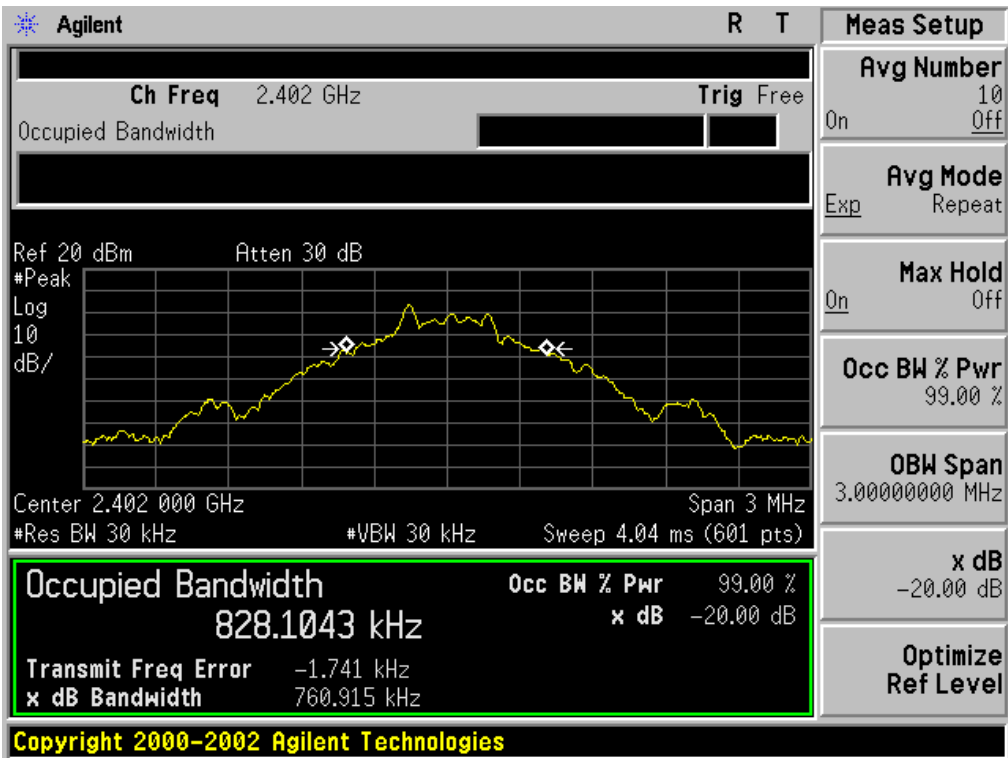 Agilent R T
Ch Freq 2.402 GHz Trig Free
Occupied Bandwidth
Ref 20 dBm Atten 30 dB
#Peak
Log
10
dB/
Center 2.402 000 GHz Span 3 MHz
#Res BW 30 kHz #VBW 30 kHz Sweep 4.04 ms (601 pts)
Occupied Bandwidth Occ BW % Pwr 99.00 %
828.1043 kHz x dB -20.00 dB
Transmit Freq Error -1.741 kHz
x dB Bandwidth 760.915 kHz
Copyright 2000-2002 Agilent Technologies
Meas Setup
Avg Number
10
On Off
Avg Mode
Exp Repeat
Max Hold
On Off
Occ BW % Pwr
99.00 %
OBW Span
3.00000000 MHz
x dB
-20.00 dB
Optimize
Ref Level